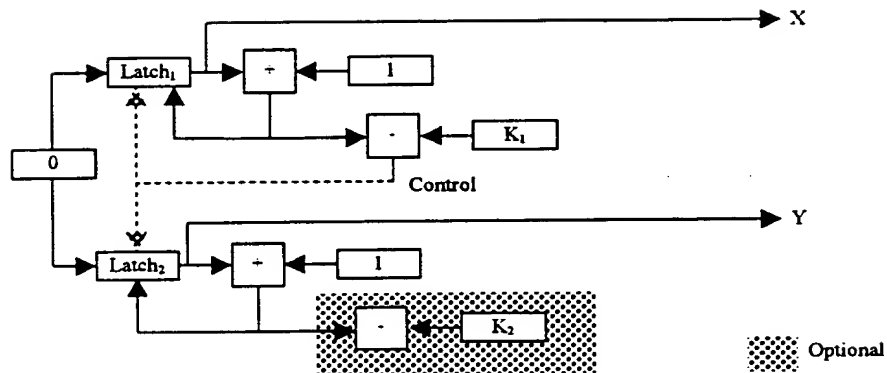 X
Latch₁
+
1
-
K₁
0
Control
Y
Latch₂
+
1
-
K₂
Optional